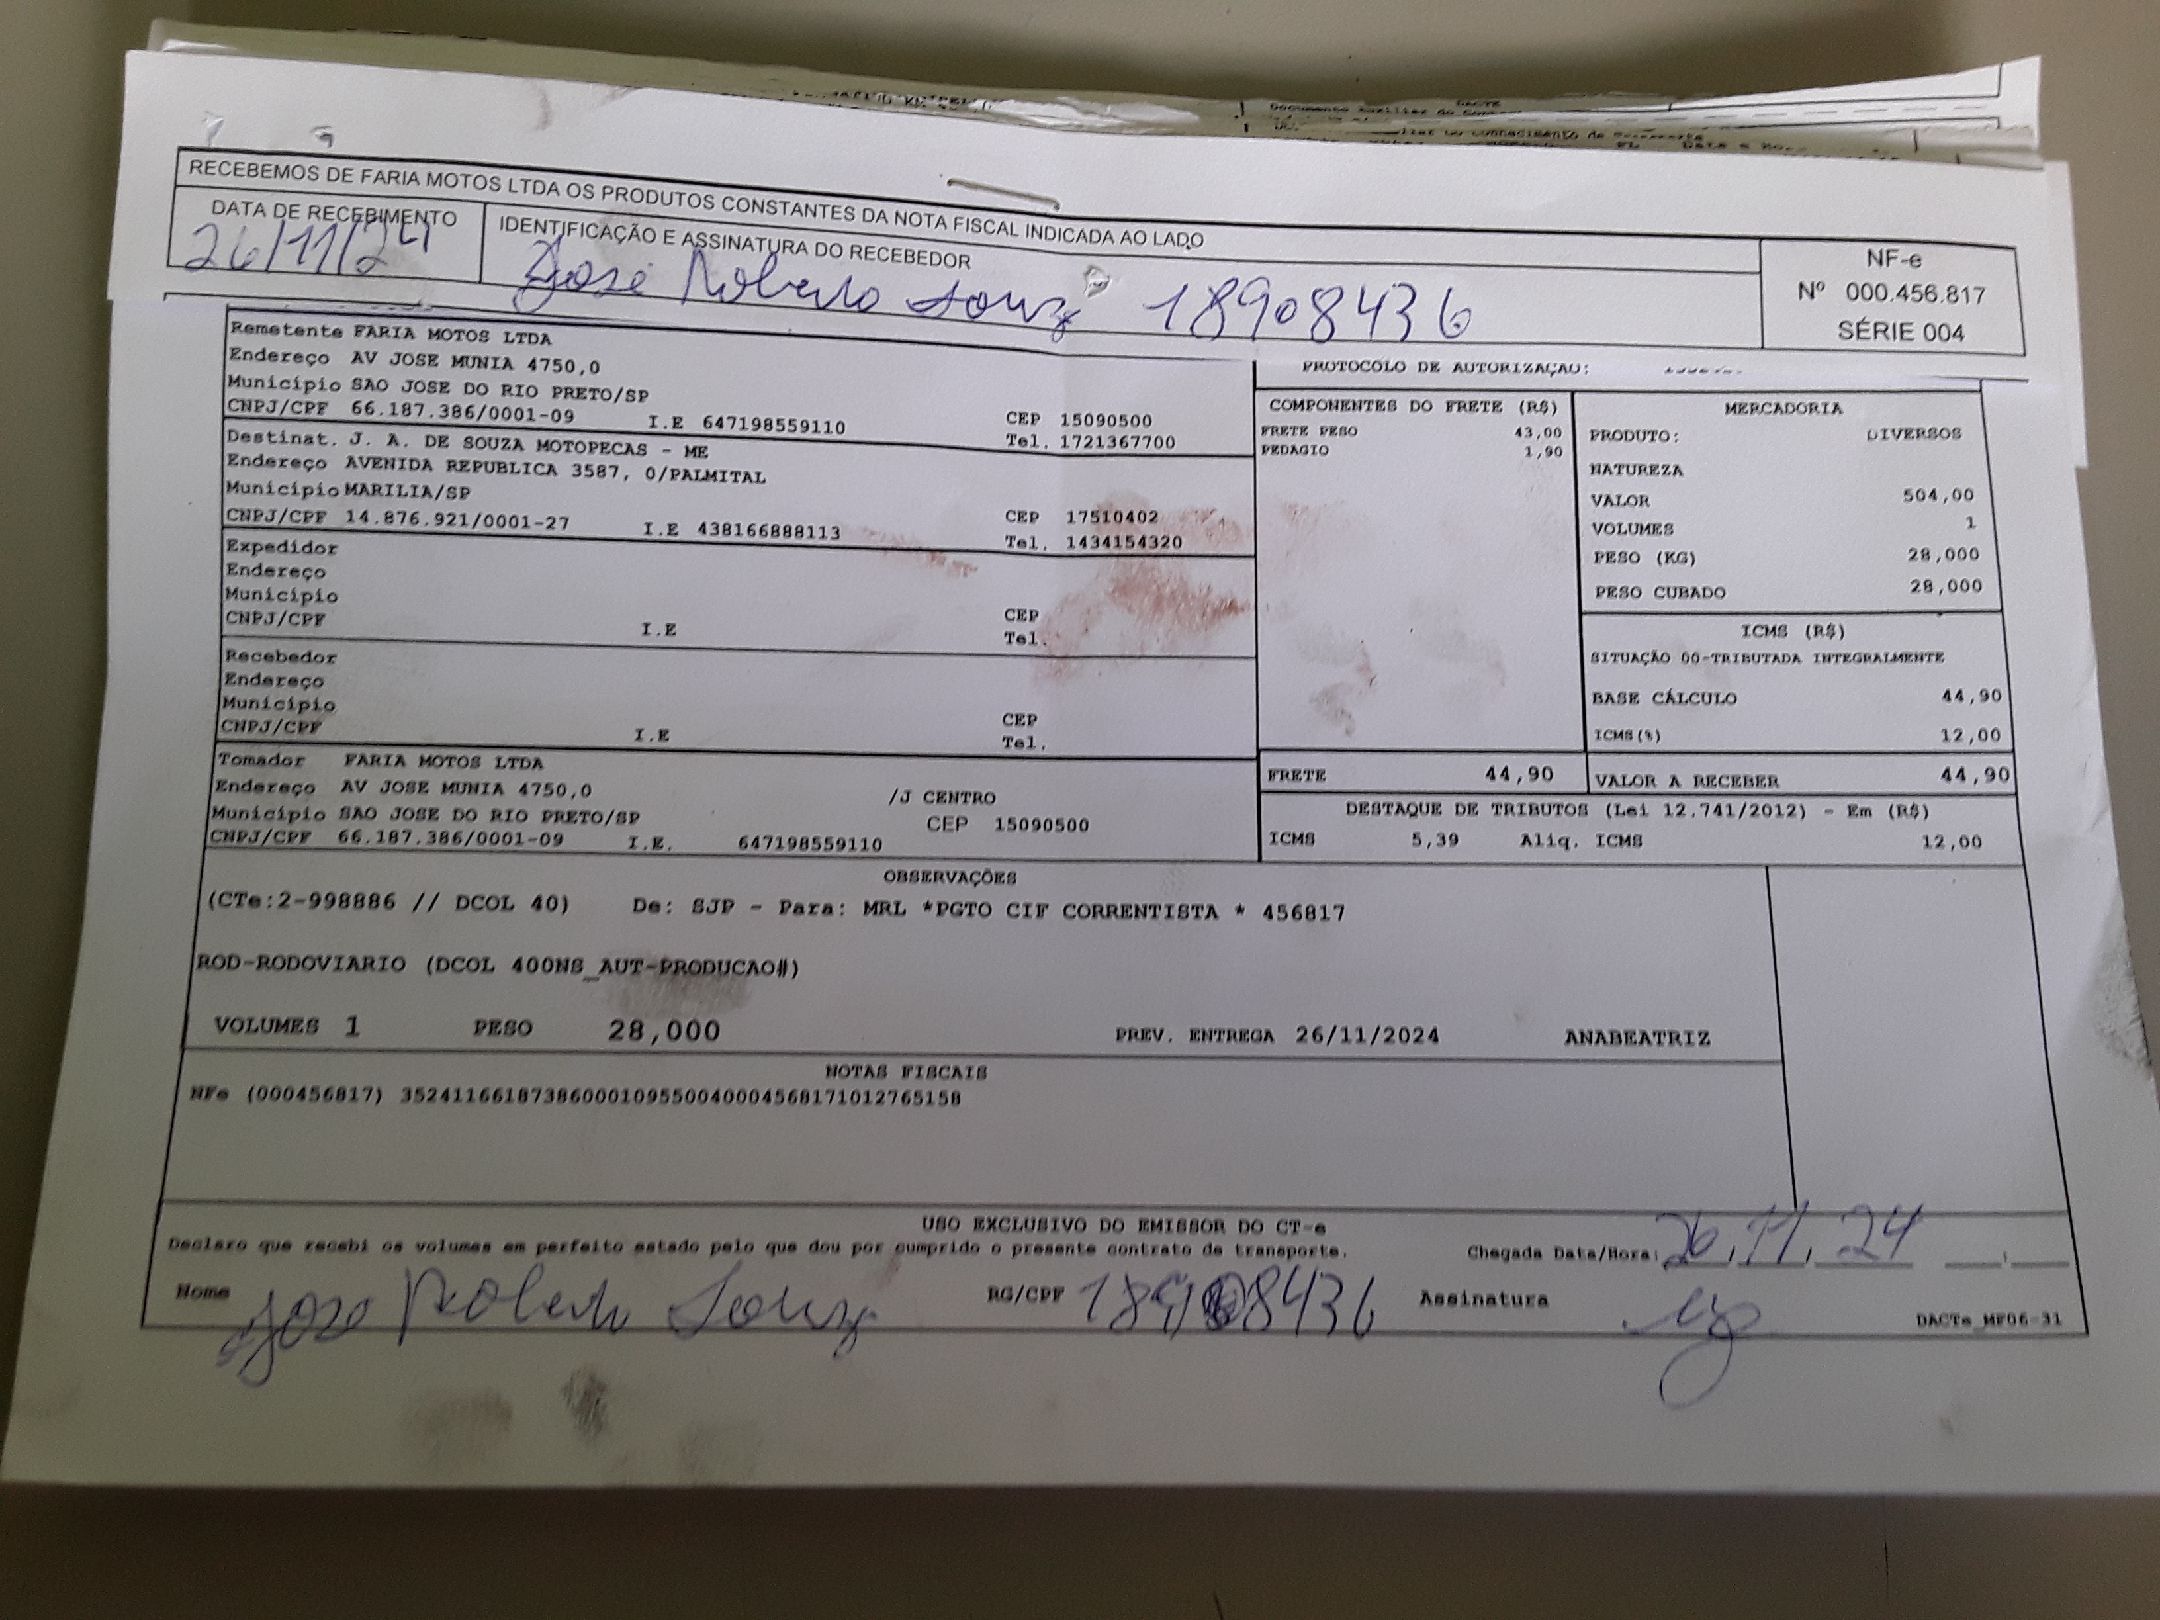 RECEBEMOS DE FARIA MOTOS LTDA OS PRODUTOS CONSTANTES DA NOTA FISCAL INDICADA AO LADO
DATA DE RECEBIMENTO
26/11/24
IDENTIFICAÇÃO E ASSINATURA DO RECEBEDOR
José Roberto Souza 18908436
NF-e
Nº 000.456.817
SÉRIE 004
Remetente FARIA MOTOS LTDA
Endereço AV JOSE MUNIA 4750,0
Município SAO JOSE DO RIO PRETO/SP
CNPJ/CPF 66.187.386/0001-09 I.E 647198559110 CEP 15090500
Tel. 1721367700
Destinat. J. A. DE SOUZA MOTOPECAS - ME
Endereço AVENIDA REPUBLICA 3587, 0/PALMITAL
Município MARILIA/SP
CNPJ/CPF 14.876.921/0001-27 I.E 438166888113 CEP 17510402
Tel. 1434154320
Expedidor
Endereço
Município
CNPJ/CPF I.E CEP
Tel.
Recebedor
Endereço
Município
CNPJ/CPF I.E CEP
Tel.
Tomador FARIA MOTOS LTDA
Endereço AV JOSE MUNIA 4750,0 /J CENTRO
Município SAO JOSE DO RIO PRETO/SP CEP 15090500
CNPJ/CPF 66.187.386/0001-09 I.E. 647198559110
PROTOCOLO DE AUTORIZAÇÃO:
COMPONENTES DO FRETE (R$)
FRETE PESO 43,00
PEDAGIO 1,90
MERCADORIA
PRODUTO: DIVERSOS
NATUREZA
VALOR 504,00
VOLUMES 1
PESO (KG) 28,000
PESO CUBADO 28,000
ICMS (R$)
SITUAÇÃO 00-TRIBUTADA INTEGRALMENTE
BASE CÁLCULO 44,90
ICMS(%) 12,00
FRETE 44,90
VALOR A RECEBER 44,90
DESTAQUE DE TRIBUTOS (Lei 12.741/2012) - Em (R$)
ICMS 5,39 Aliq. ICMS 12,00
OBSERVAÇÕES
(CTe:2-998886 // DCOL 40) De: SJP - Para: MRL *PGTO CIF CORRENTISTA * 456817
ROD-RODOVIARIO (DCOL 400NS_AUT-PRODUCAO#)
VOLUMES 1 PESO 28,000 PREV. ENTREGA 26/11/2024 ANABEATRIZ
NOTAS FISCAIS
NFe (000456817) 35241166187386000109550040004568171012765158
USO EXCLUSIVO DO EMISSOR DO CT-e
Declaro que recebi os volumes em perfeito estado pelo que dou por cumprido o presente contrato de transporte.
Chegada Data/Hora: 26, 11, 24
Nome Jose Roberto Souza RG/CPF 18908436 Assinatura
DACTe_MF06-31